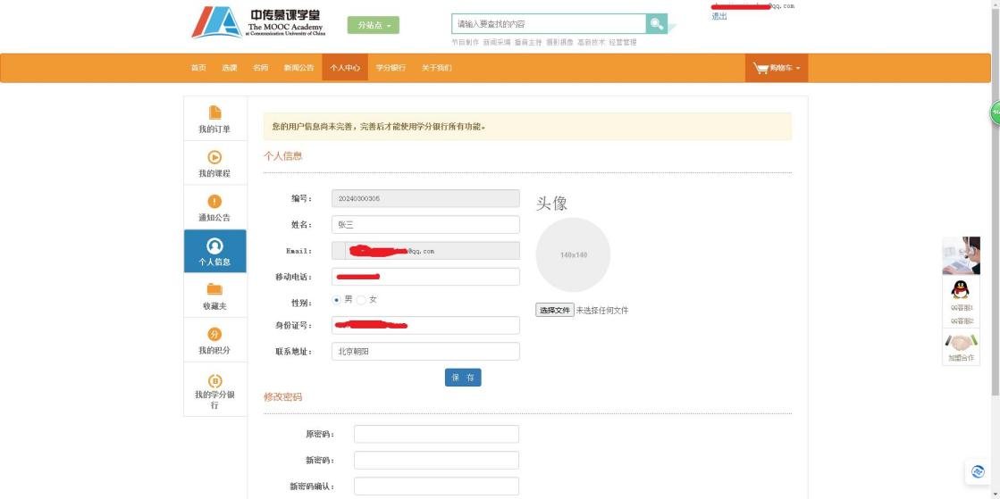 中传慕课学堂
The MOOC Academy
at Communication University of China
分站点
请输入要查找的内容
节目制作 新闻采编 播音主持 摄影摄像 高新技术 经营管理
@qq.com
退出
首页 选课 名师 新闻公告 个人中心 学分银行 关于我们
购物车
我的订单
我的课程
通知公告
个人信息
收藏夹
我的积分
我的学分银
行
您的用户信息尚未完善，完善后才能使用学分银行所有功能。
个人信息
编号： 20240300305
姓名： 张三
Email： @qq.com
移动电话：
性别： 男 女
身份证号：
联系地址： 北京朝阳
保 存
头像
140x140
选择文件 未选择任何文件
修改密码
原密码：
新密码：
新密码确认：
QQ客服1
QQ客服2
加盟合作